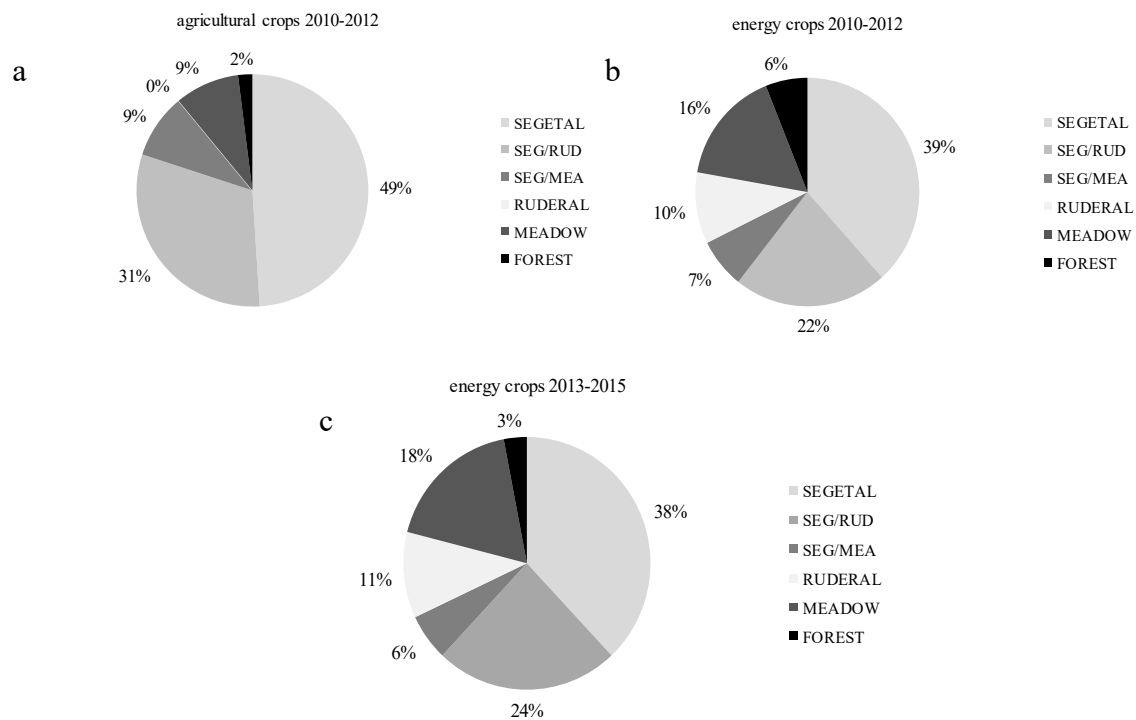 agricultural crops 2010-2012
a
2%
9%
0%
9%
49%
31%
SEGETAL
SEG/RUD
SEG/MEA
RUDERAL
MEADOW
FOREST
energy crops 2010-2012
b
6%
16%
39%
10%
7%
22%
SEGETAL
SEG/RUD
SEG/MEA
RUDERAL
MEADOW
FOREST
energy crops 2013-2015
c
3%
18%
38%
11%
6%
24%
SEGETAL
SEG/RUD
SEG/MEA
RUDERAL
MEADOW
FOREST